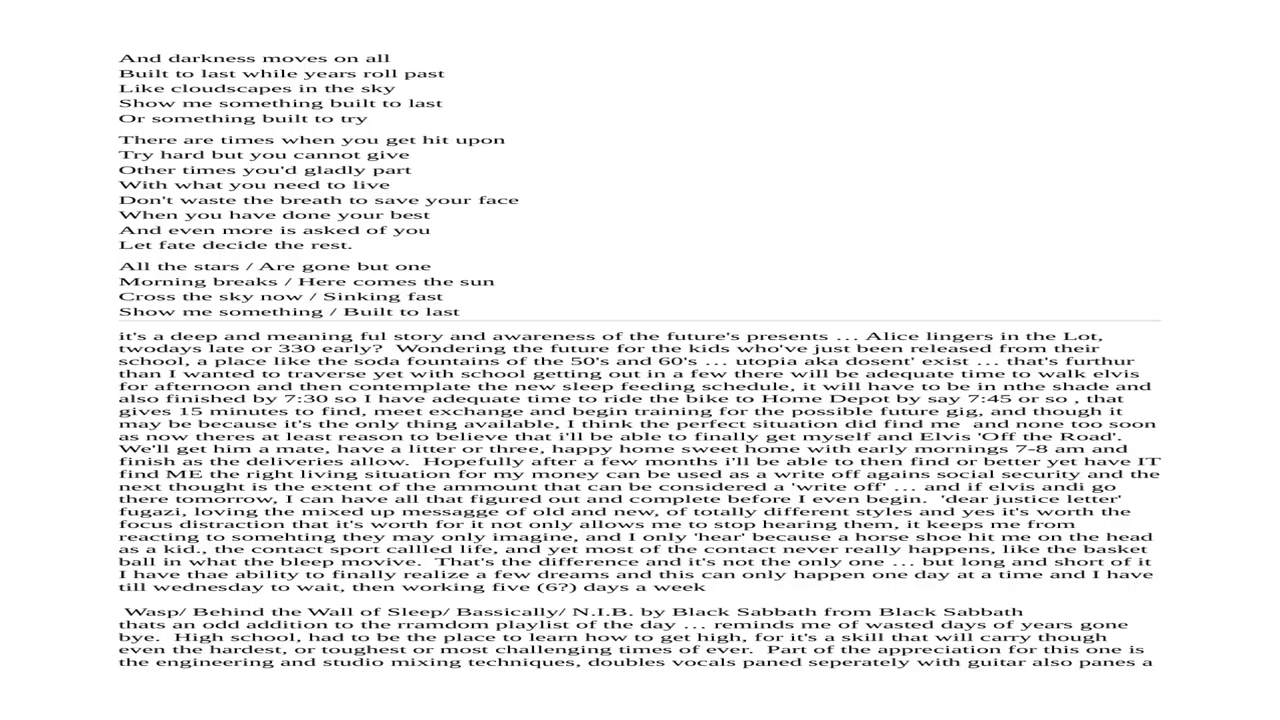 And darkness moves on all
Built to last while years roll past
Like cloudscapes in the sky
Show me something built to last
Or something built to try
There are times when you get hit upon
Try hard but you cannot give
Other times you'd gladly part
With what you need to live
Don't waste the breath to save your face
When you have done your best
And even more is asked of you
Let fate decide the rest.
All the stars / Are gone but one
Morning breaks / Here comes the sun
Cross the sky now / Sinking fast
Show me something / Built to last
it's a deep and meaning ful story and awareness of the future's presents … Alice lingers in the Lot,
twodays late or 330 early?  Wondering the future for the kids who've just been released from their
school, a place like the soda fountains of the 50's and 60's … utopia aka dosent' exist … that's furthur
than I wanted to traverse yet with school getting out in a few there will be adequate time to walk elvis
for afternoon and then contemplate the new sleep feeding schedule, it will have to be in nthe shade and
also finished by 7:30 so I have adequate time to ride the bike to Home Depot by say 7:45 or so , that
gives 15 minutes to find, meet exchange and begin training for the possible future gig, and though it
may be because it's the only thing available, I think the perfect situation did find me  and none too soon
as now theres at least reason to believe that i'll be able to finally get myself and Elvis 'Off the Road'.
We'll get him a mate, have a litter or three, happy home sweet home with early mornings 7-8 am and
finish as the deliveries allow.  Hopefully after a few months i'll be able to then find or better yet have IT
find ME the right living situation for my money can be used as a write off agains social security and the
next thought is the extent of the ammount that can be considered a 'write off' … and if elvis andi go
there tomorrow, I can have all that figured out and complete before I even begin.  'dear justice letter'
fugazi, loving the mixed up messagge of old and new, of totally different styles and yes it's worth the
focus distraction that it's worth for it not only allows me to stop hearing them, it keeps me from
reacting to somehting they may only imagine, and I only 'hear' because a horse shoe hit me on the head
as a kid., the contact sport callled life, and yet most of the contact never really happens, like the basket
ball in what the bleep movive.  That's the difference and it's not the only one … but long and short of it
I have thae ability to finally realize a few dreams and this can only happen one day at a time and I have
till wednesday to wait, then working five (6?) days a week
Wasp/ Behind the Wall of Sleep/ Bassically/ N.I.B. by Black Sabbath from Black Sabbath
thats an odd addition to the rramdom playlist of the day … reminds me of wasted days of years gone
bye.  High school, had to be the place to learn how to get high, for it's a skill that will carry though
even the hardest, or toughest or most challenging times of ever.  Part of the appreciation for this one is
the engineering and studio mixing techniques, doubles vocals paned seperately with guitar also panes a